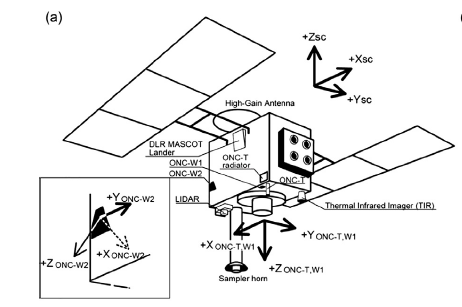 (a)
+Zsc
+Xsc
+Ysc
High-Gain Antenna
DLR MASCOT
Lander
ONC-T
radiator
ONC-W1
ONC-W2
ONC-T
LIDAR
Thermal Infrared Imager (TIR)
+Y ONC-W2
+X ONC-W2
+Z ONC-W2
+X ONC-T,W1
+Y ONC-T,W1
+Z ONC-T,W1
Sampler horn